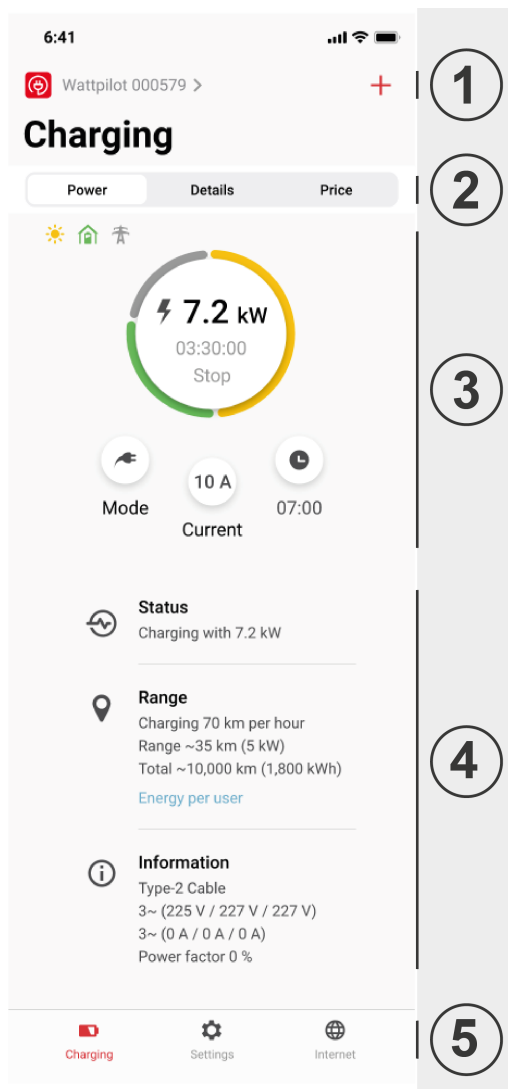 6:41
Wattpilot 000579 >
1
Charging
Power Details Price
2
7.2 kW
03:30:00
Stop
3
10 A
Mode
07:00
Current
Status
Charging with 7.2 kW
Range
Charging 70 km per hour
Range ~35 km (5 kW)
Total ~10,000 km (1,800 kWh)
4
Energy per user
Information
Type-2 Cable
3~ (225 V / 227 V / 227 V)
3~ (0 A / 0 A / 0 A)
Power factor 0 %
Charging Settings Internet
5